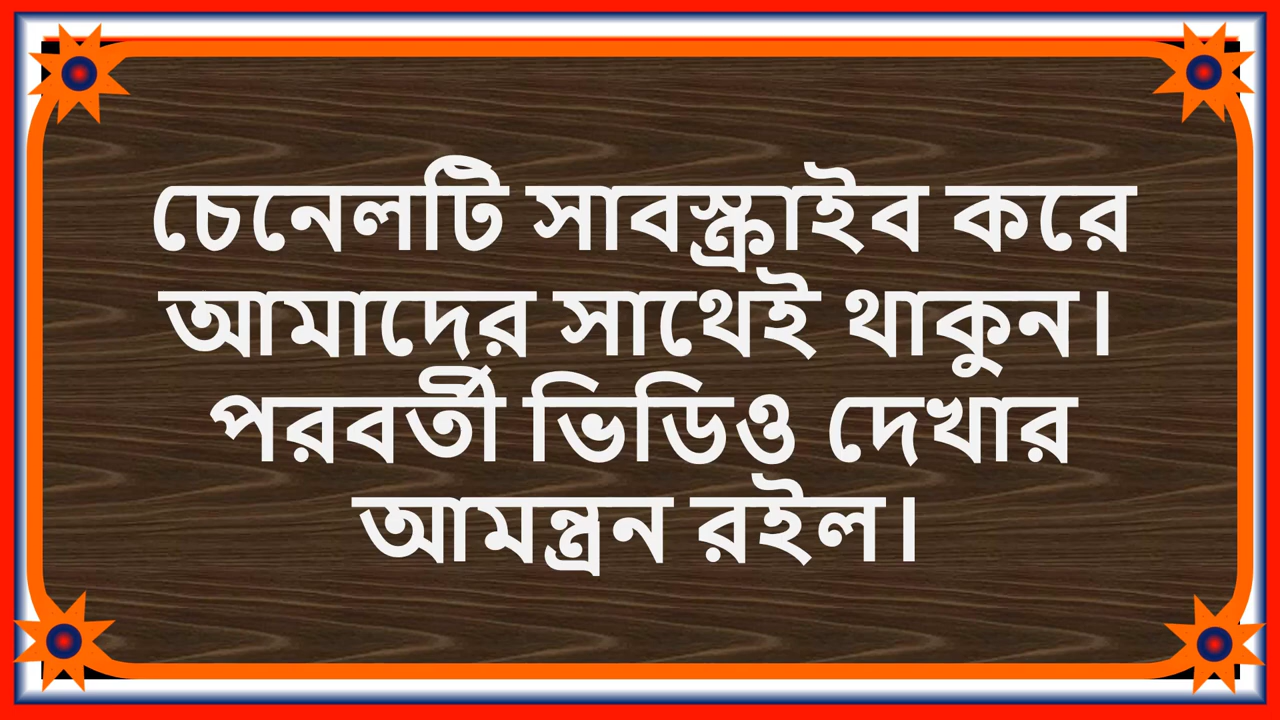 চেনেলটি সাবস্ক্রাইব করে
আমাদের সাথেই থাকুন।
পরবর্তী ভিডিও দেখার
আমন্ত্রন রইল।